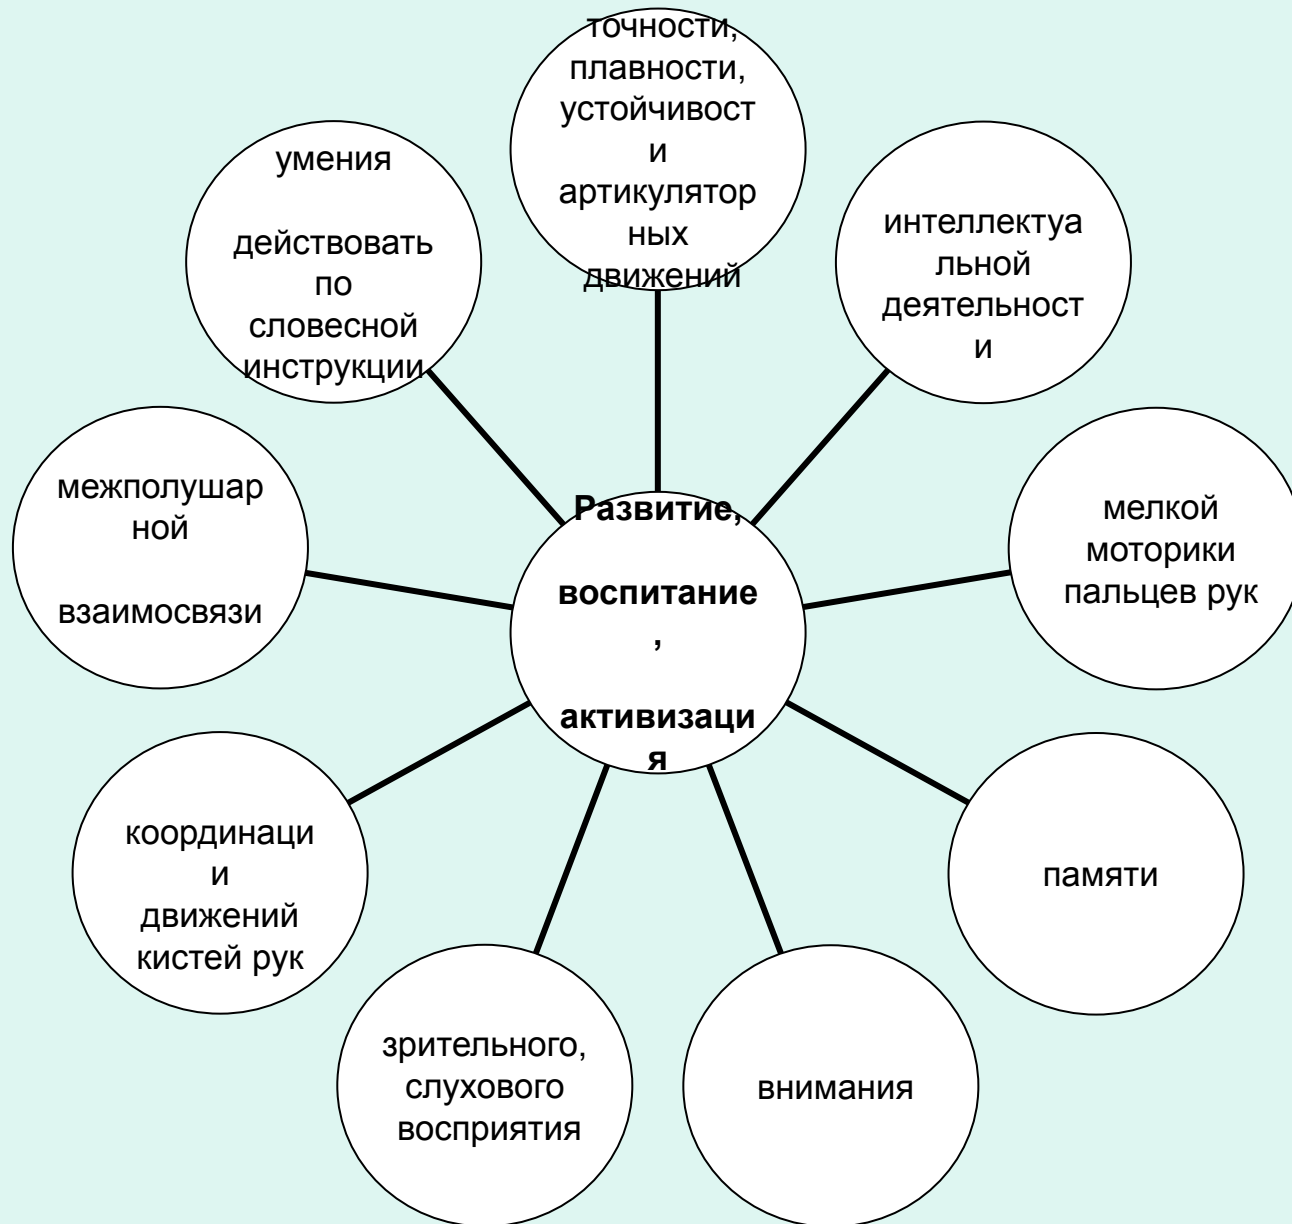 точности,
плавности,
устойчивост
и
артикулятор
ных
движений
умения
действовать
по
словесной
инструкции
интеллектуа
льной
деятельност
и
межполушар
ной
взаимосвязи
Развитие,
воспитание
,
активизаци
я
мелкой
моторики
пальцев рук
координаци
и
движений
кистей рук
памяти
зрительного,
слухового
восприятия
внимания